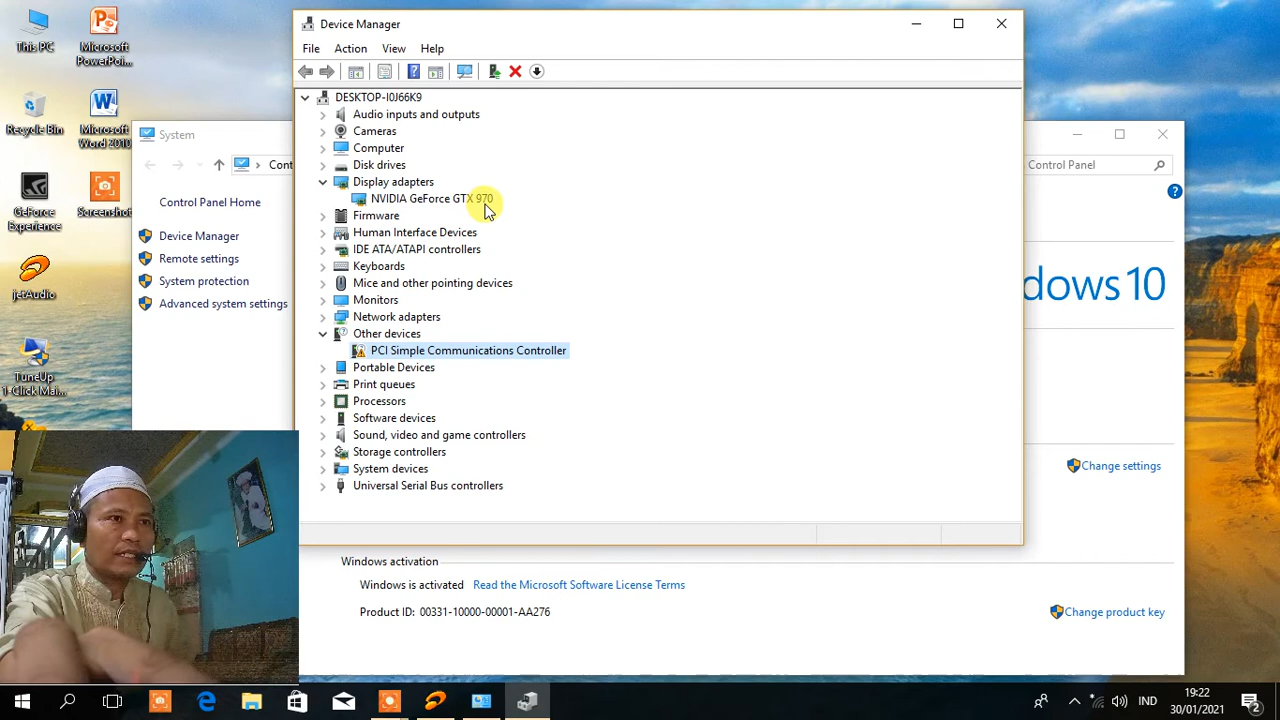 Device Manager
File Action View Help
DESKTOP-I0J66K9
Audio inputs and outputs
Cameras
Computer
Disk drives
Display adapters
NVIDIA GeForce GTX 970
Firmware
Human Interface Devices
IDE ATA/ATAPI controllers
Keyboards
Mice and other pointing devices
Monitors
Network adapters
Other devices
PCI Simple Communications Controller
Portable Devices
Print queues
Processors
Software devices
Sound, video and game controllers
Storage controllers
System devices
Universal Serial Bus controllers
This PC
Microsoft
PowerPoi...
Recycle Bin
Microsoft
Word 2010
GeForce
Experience
Screenshot
jetAudio
TuneUp
1-Click Mai...
System
Cont
Control Panel
Control Panel Home
Device Manager
Remote settings
System protection
Advanced system settings
dows 10
Change settings
Windows activation
Windows is activated Read the Microsoft Software License Terms
Product ID: 00331-10000-00001-AA276
Change product key
IND
19:22
30/01/2021
2